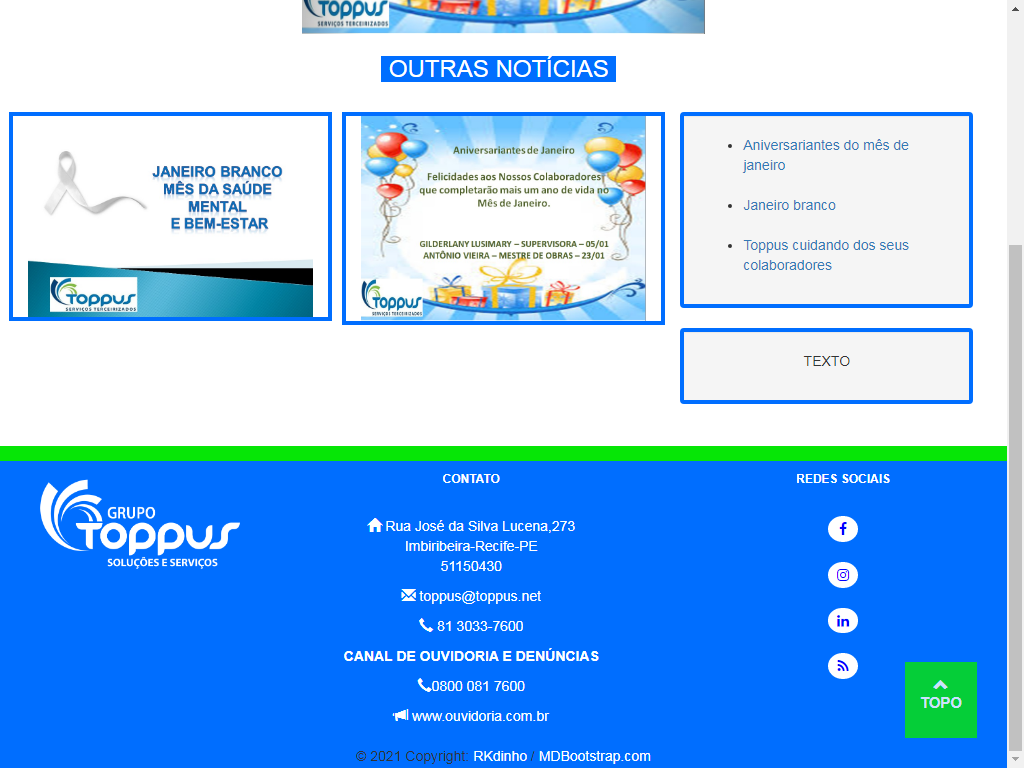 Toppus
SERVIÇOS TERCEIRIZADOS
OUTRAS NOTÍCIAS
JANEIRO BRANCO
MÊS DA SAÚDE
MENTAL
E BEM-ESTAR
Toppus
SERVIÇOS TERCEIRIZADOS
Aniversariantes de Janeiro
Felicidades aos Nossos Colaboradores
que completarão mais um ano de vida no
Mês de Janeiro.
GILDERLANY LUSIMARY – SUPERVISORA – 05/01
ANTÔNIO VIEIRA – MESTRE DE OBRAS – 23/01
Toppus
SERVIÇOS TERCEIRIZADOS
• Aniversariantes do mês de
janeiro
• Janeiro branco
• Toppus cuidando dos seus
colaboradores
TEXTO
GRUPO
Toppus
SOLUÇÕES E SERVIÇOS
CONTATO
Rua José da Silva Lucena,273
Imbiribeira-Recife-PE
51150430
toppus@toppus.net
81 3033-7600
CANAL DE OUVIDORIA E DENÚNCIAS
0800 081 7600
www.ouvidoria.com.br
REDES SOCIAIS
f
in
TOPO
© 2021 Copyright: RKdinho / MDBootstrap.com